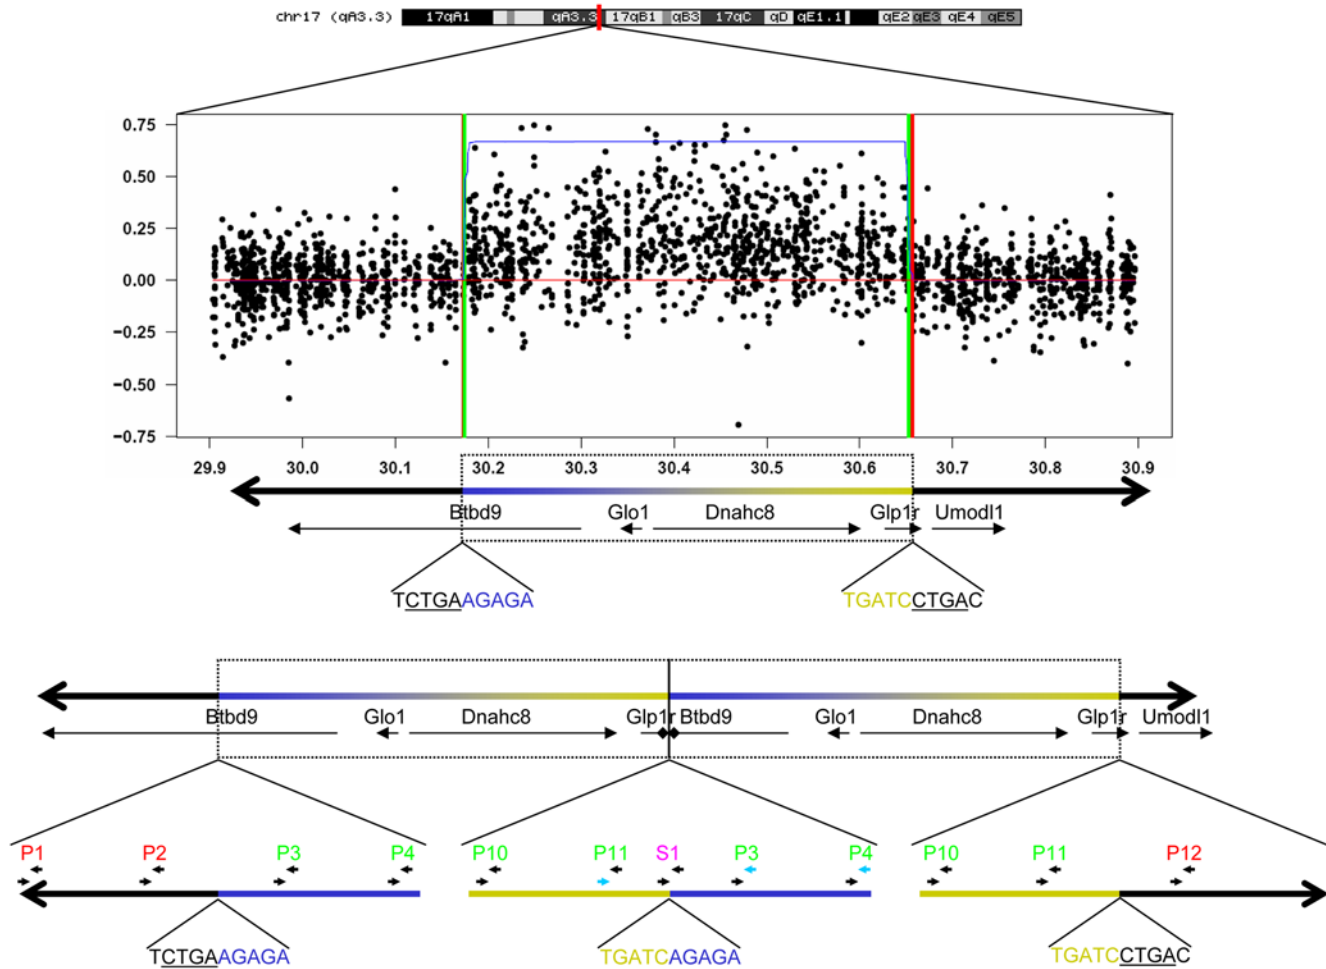 chr17 (qA3.3) 17qA1 qA3.3 17qB1 qB3 17qC qD qE1.1 qE2 qE3 qE4 qE5
0.75
0.50
0.25
0.00
−0.25
−0.50
−0.75
29.9 30.0 30.1 30.2 30.3 30.4 30.5 30.6 30.7 30.8 30.9
Btbd9 Glo1 Dnahc8 Glp1r Umodl1
TCTGAAGAGA TGATCCTGAC
Btbd9 Glo1 Dnahc8 Glp1r Btbd9 Glo1 Dnahc8 Glp1r Umodl1
P1 P2 P3 P4 P10 P11 S1 P3 P4 P10 P11 P12
TCTGAAGAGA TGATCAGAGA TGATCCTGAC